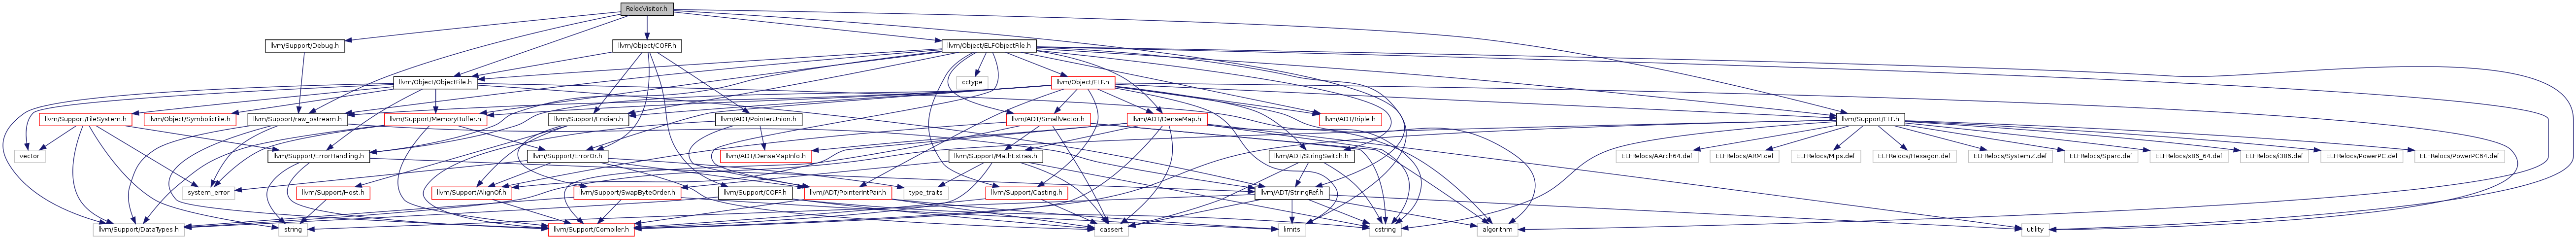 RelocVisitor.h
llvm/Support/Debug.h
llvm/Object/COFF.h
llvm/Object/ELFObjectFile.h
llvm/Object/ObjectFile.h
cctype
llvm/Object/ELF.h
llvm/Support/FileSystem.h
llvm/Object/SymbolicFile.h
llvm/Support/raw_ostream.h
llvm/Support/MemoryBuffer.h
llvm/Support/Endian.h
llvm/ADT/PointerUnion.h
llvm/ADT/SmallVector.h
llvm/ADT/DenseMap.h
llvm/ADT/Triple.h
llvm/Support/ELF.h
vector
llvm/Support/ErrorHandling.h
llvm/Support/ErrorOr.h
llvm/ADT/DenseMapInfo.h
llvm/Support/MathExtras.h
llvm/ADT/StringSwitch.h
ELFRelocs/AArch64.def
ELFRelocs/ARM.def
ELFRelocs/Mips.def
ELFRelocs/Hexagon.def
ELFRelocs/SystemZ.def
ELFRelocs/Sparc.def
ELFRelocs/x86_64.def
ELFRelocs/i386.def
ELFRelocs/PowerPC.def
ELFRelocs/PowerPC64.def
system_error
llvm/Support/Host.h
llvm/Support/AlignOf.h
llvm/Support/SwapByteOrder.h
llvm/Support/COFF.h
llvm/ADT/PointerIntPair.h
type_traits
llvm/Support/Casting.h
llvm/ADT/StringRef.h
llvm/Support/DataTypes.h
string
llvm/Support/Compiler.h
cassert
limits
cstring
algorithm
utility